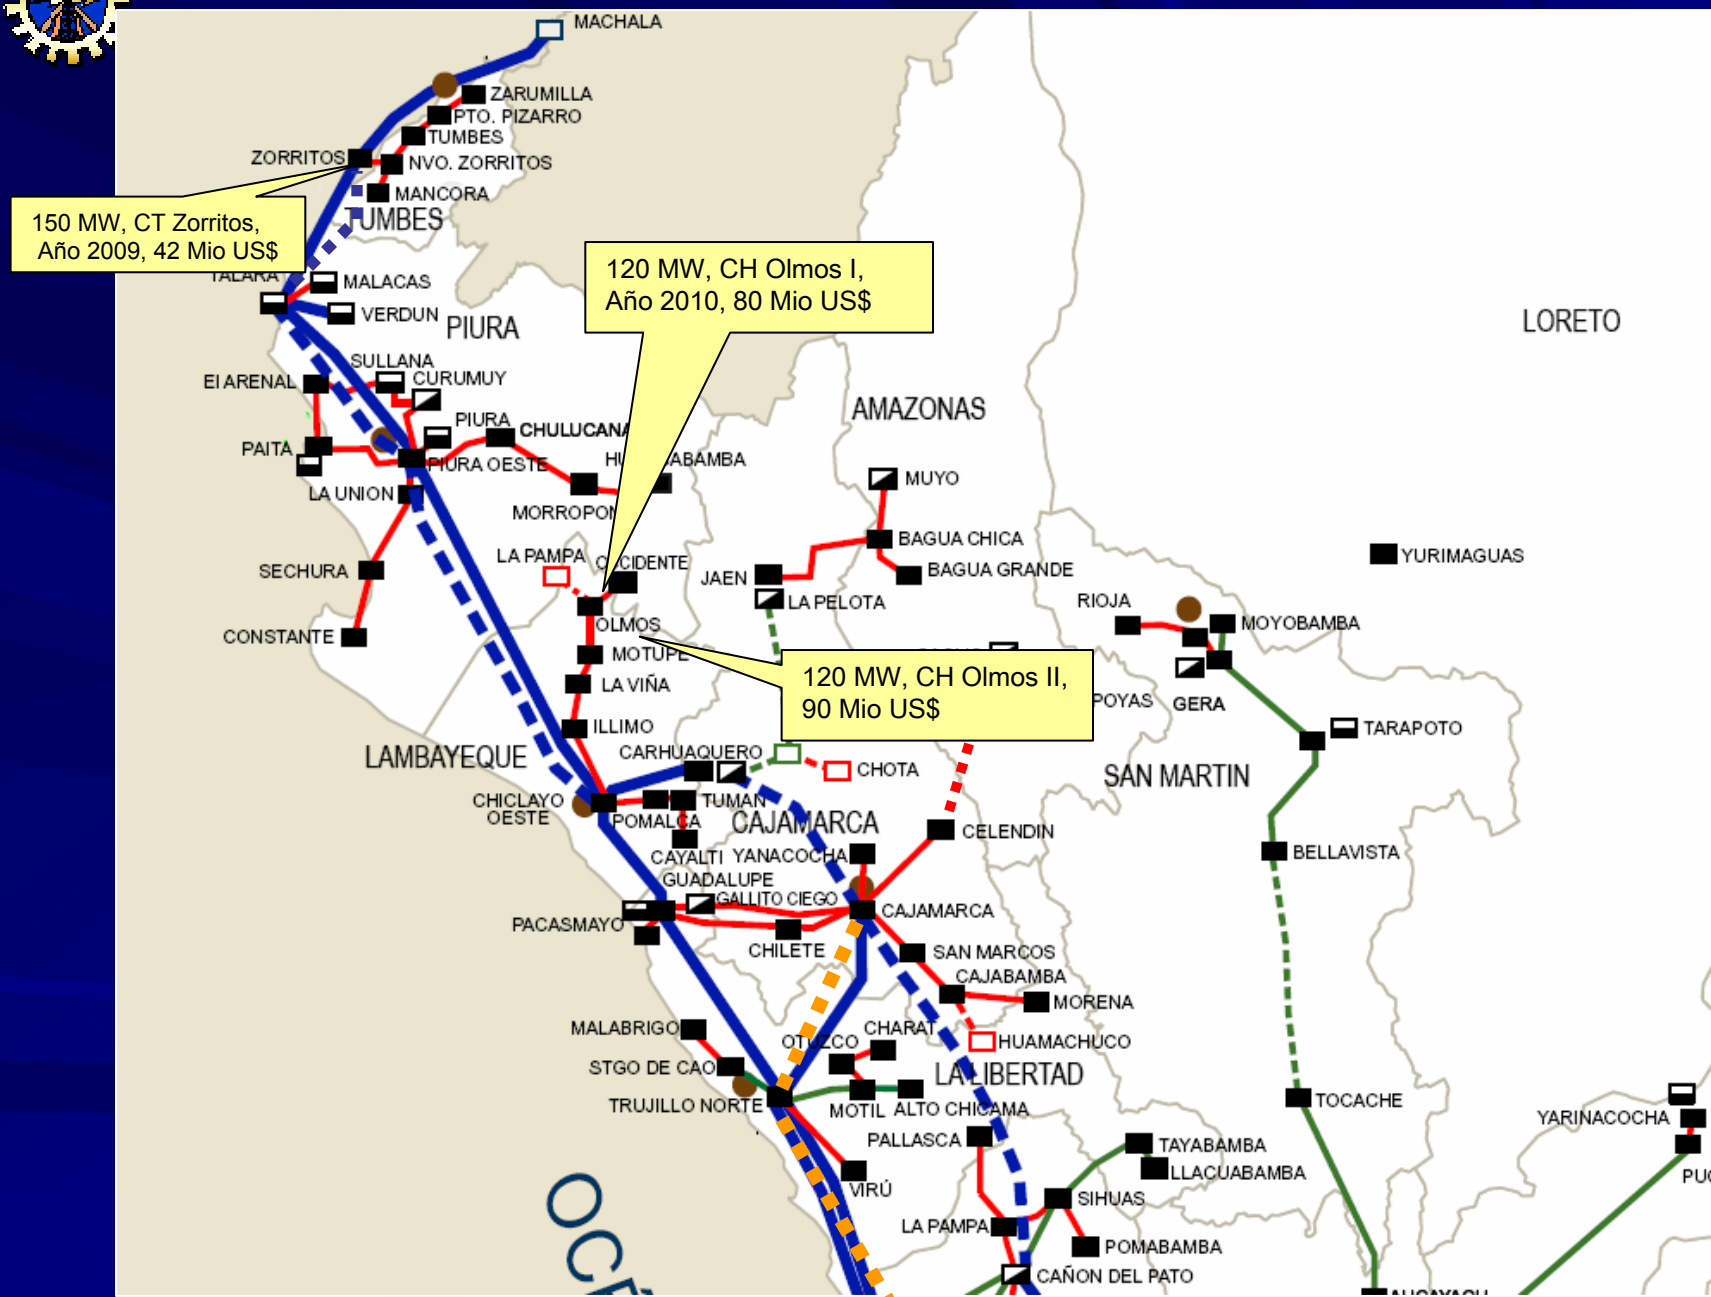 MACHALA
ZARUMILLA
PTO. PIZARRO
TUMBES
ZORRITOS
NVO. ZORRITOS
MANCORA
TUMBES
150 MW, CT Zorritos,
Año 2009, 42 Mio US$
TALARA
MALACAS
VERDUN
PIURA
120 MW, CH Olmos I,
Año 2010, 80 Mio US$
LORETO
SULLANA
El ARENAL
CURUMUY
AMAZONAS
PIURA
CHULUCANA
PAITA
PIURA OESTE
LA UNION
MORROPON
MUYO
BAGUA CHICA
BAGUA GRANDE
LA PAMPA
OCCIDENTE
JAEN
LA PELOTA
SECHURA
CONSTANTE
OLMOS
MOTUPE
LA VIÑA
ILLIMO
YURIMAGUAS
RIOJA
MOYOBAMBA
GERA
120 MW, CH Olmos II,
90 Mio US$
POYAS
TARAPOTO
LAMBAYEQUE
CARHUAQUERO
CHOTA
SAN MARTIN
CHICLAYO
OESTE
POMALCA
TUMAN
CAJAMARCA
CAYALTI
YANACOCHA
CELENDIN
BELLAVISTA
GUADALUPE
GALLITO CIEGO
PACASMAYO
CHILETE
CAJAMARCA
SAN MARCOS
CAJABAMBA
MORENA
HUAMACHUCO
MALABRIGO
OTUZCO
CHARAT
STGO DE CAO
LA LIBERTAD
TRUJILLO NORTE
MOTIL
ALTO CHICAMA
TOCACHE
YARINACOCHA
PALLASCA
TAYABAMBA
LLACUABAMBA
VIRÚ
SIHUAS
LA PAMPA
POMABAMBA
CAÑON DEL PATO